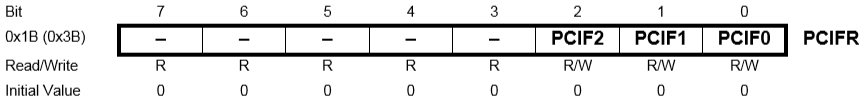 Bit 7 6 5 4 3 2 1 0
0x1B (0x3B) – – – – – PCIF2 PCIF1 PCIF0 PCIFR
Read/Write R R R R R R/W R/W R/W
Initial Value 0 0 0 0 0 0 0 0